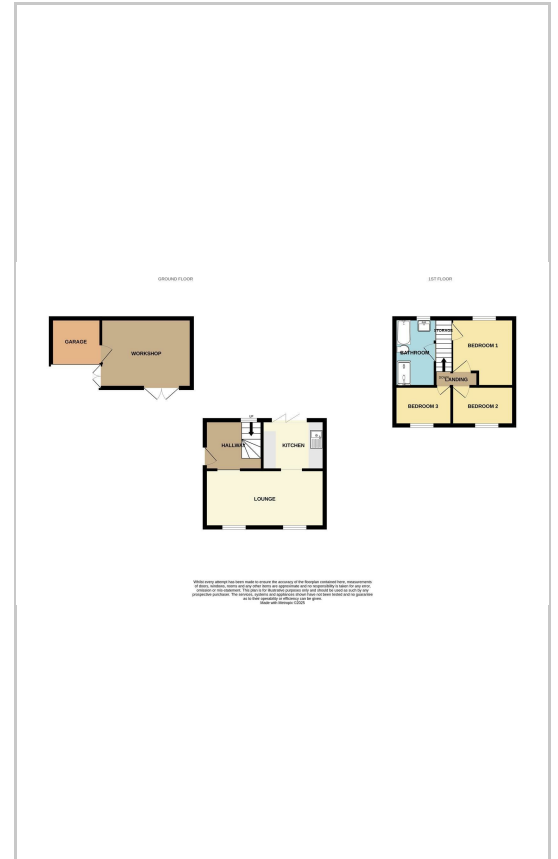 GROUND FLOOR
1ST FLOOR
GARAGE
WORKSHOP
STORAGE
BATHROOM
BEDROOM 1
LANDING
BEDROOM 3
BEDROOM 2
UP
HALLWAY
KITCHEN
LOUNGE
Whilst every attempt has been made to ensure the accuracy of the floorplan contained here, measurements
of doors, windows, rooms and any other items are approximate and no responsibility is taken for any error,
omission or mis-statement. This plan is for illustrative purposes only and should be used as such by any
prospective purchaser. The services, systems and appliances shown have not been tested and no guarantee
as to their operability or efficiency can be given.
Made with Metropix ©2025